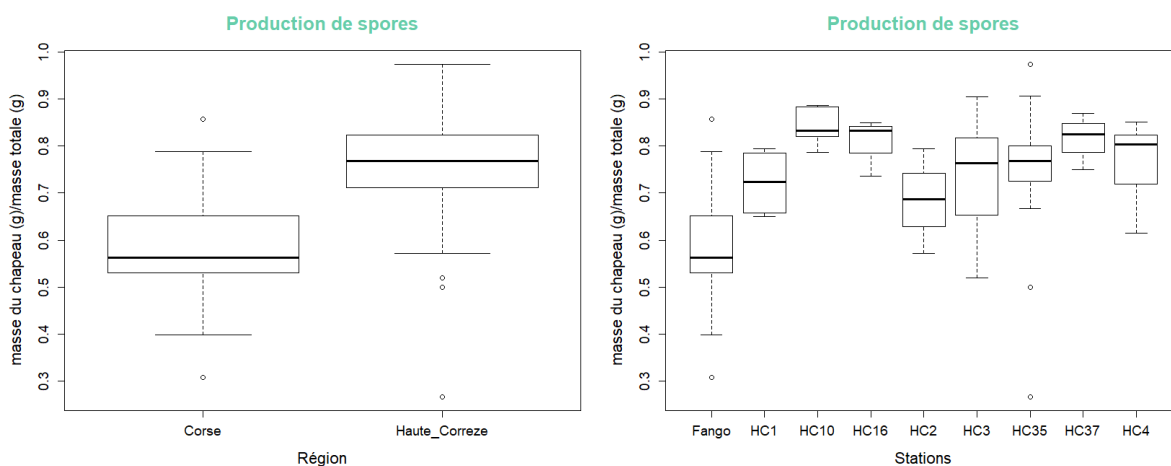 Production de spores
masse du chapeau (g)/masse totale (g)
1.0
0.9
0.8
0.7
0.6
0.5
0.4
0.3
Corse Haute_Correze
Région
Production de spores
masse du chapeau (g)/masse totale (g)
1.0
0.9
0.8
0.7
0.6
0.5
0.4
0.3
Fango HC1 HC10 HC16 HC2 HC3 HC35 HC37 HC4
Stations